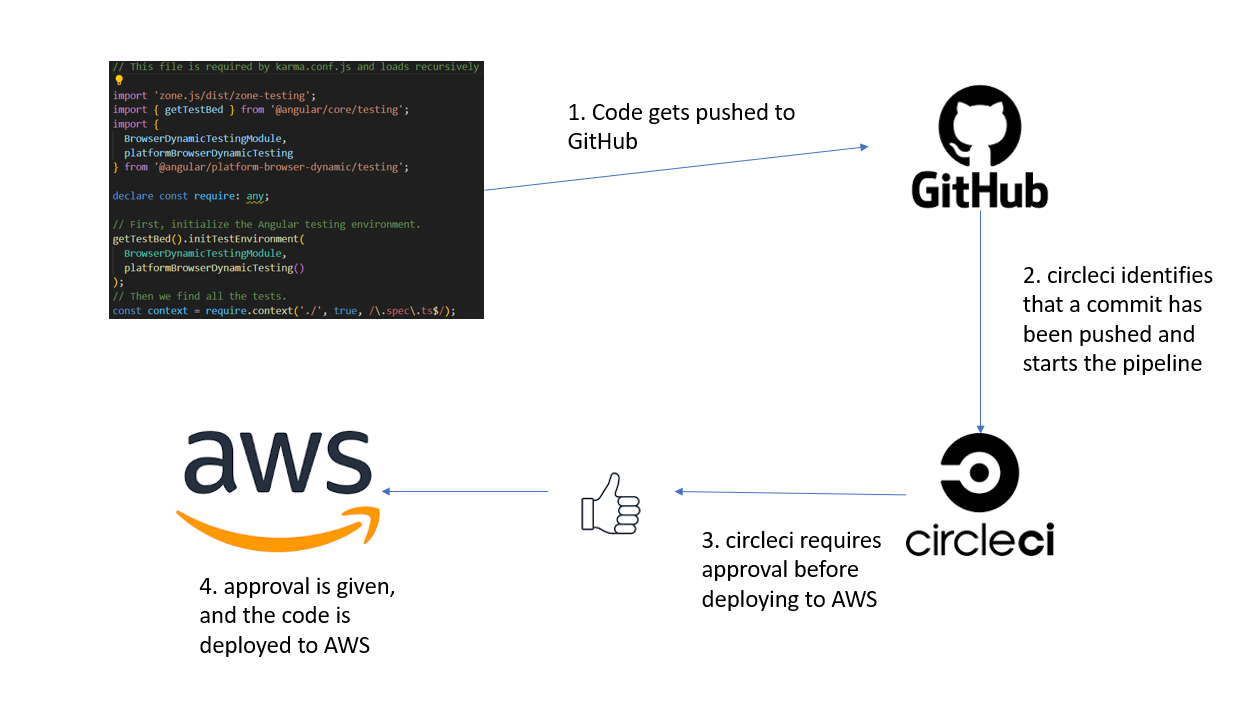 // This file is required by karma.conf.js and loads recursively
import 'zone.js/dist/zone-testing';
import { getTestBed } from '@angular/core/testing';
import {
BrowserDynamicTestingModule,
platformBrowserDynamicTesting
} from '@angular/platform-browser-dynamic/testing';
declare const require: any;
// First, initialize the Angular testing environment.
getTestBed().initTestEnvironment(
BrowserDynamicTestingModule,
platformBrowserDynamicTesting()
);
// Then we find all the tests.
const context = require.context('./', true, /\.spec\.ts$/);
1. Code gets pushed to
GitHub
GitHub
2. circleci identifies
that a commit has
been pushed and
starts the pipeline
circleci
3. circleci requires
approval before
deploying to AWS
aws
4. approval is given,
and the code is
deployed to AWS